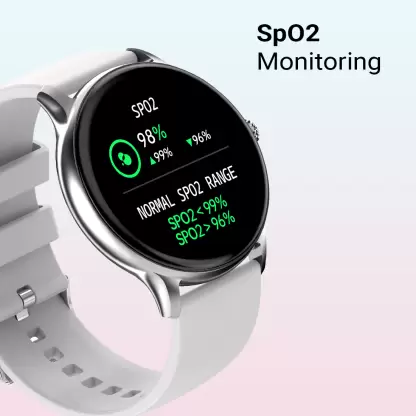 SpO2
Monitoring
SPO2
98%
▲99% ▼96%
NORMAL SPO2 RANGE
SPO2<99%
SPO2>96%